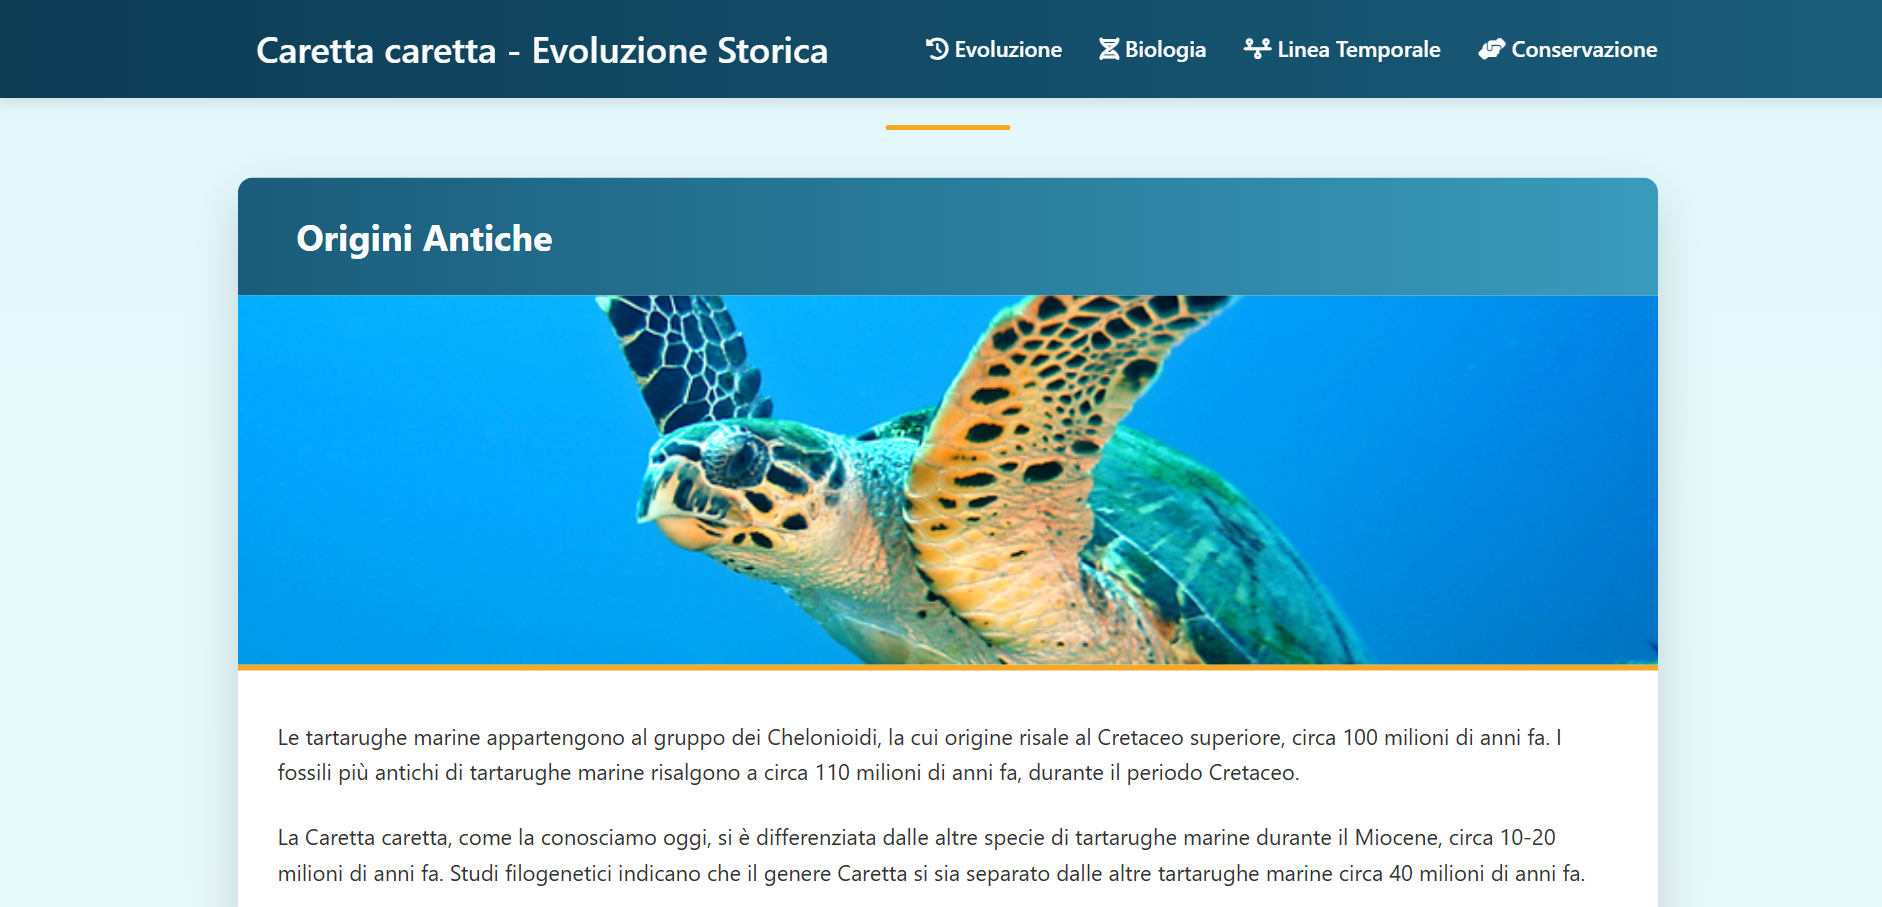 Caretta caretta - Evoluzione Storica
Evoluzione
Biologia
Linea Temporale
Conservazione
Origini Antiche
Le tartarughe marine appartengono al gruppo dei Chelonioidi, la cui origine risale al Cretaceo superiore, circa 100 milioni di anni fa. I
fossili più antichi di tartarughe marine risalgono a circa 110 milioni di anni fa, durante il periodo Cretaceo.
La Caretta caretta, come la conosciamo oggi, si è differenziata dalle altre specie di tartarughe marine durante il Miocene, circa 10-20
milioni di anni fa. Studi filogenetici indicano che il genere Caretta si sia separato dalle altre tartarughe marine circa 40 milioni di anni fa.